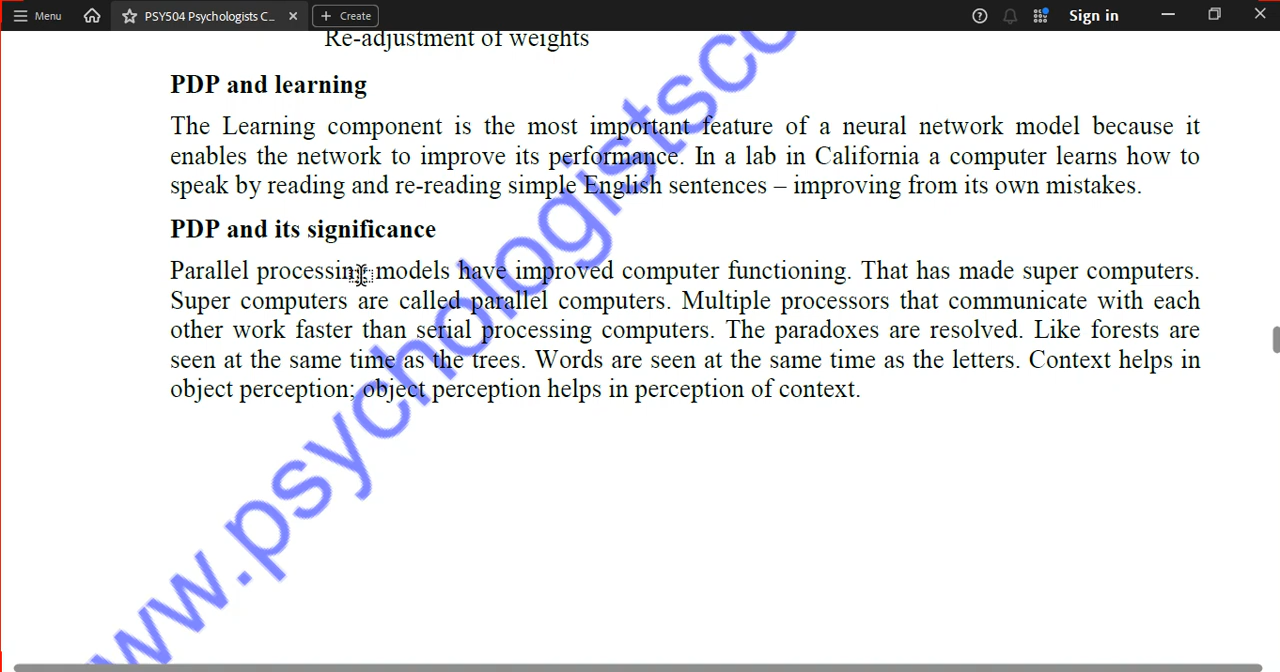 Menu
PSY504 Psychologists C...
Create
Sign in
Re-adjustment of weights
PDP and learning
The Learning component is the most important feature of a neural network model because it
enables the network to improve its performance. In a lab in California a computer learns how to
speak by reading and re-reading simple English sentences – improving from its own mistakes.
PDP and its significance
Parallel processing models have improved computer functioning. That has made super computers.
Super computers are called parallel computers. Multiple processors that communicate with each
other work faster than serial processing computers. The paradoxes are resolved. Like forests are
seen at the same time as the trees. Words are seen at the same time as the letters. Context helps in
object perception; object perception helps in perception of context.
www.psychologistsco